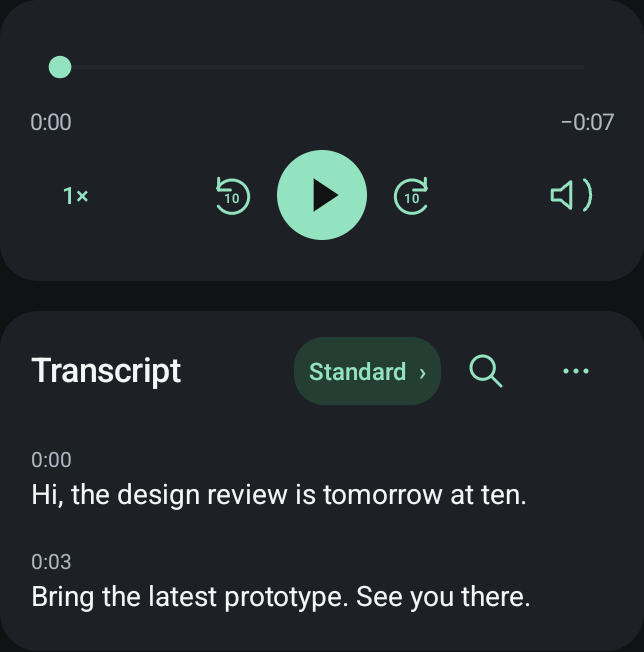 0:00
−0:07
1×
10
10
Transcript
Standard ›
0:00
Hi, the design review is tomorrow at ten.
0:03
Bring the latest prototype. See you there.